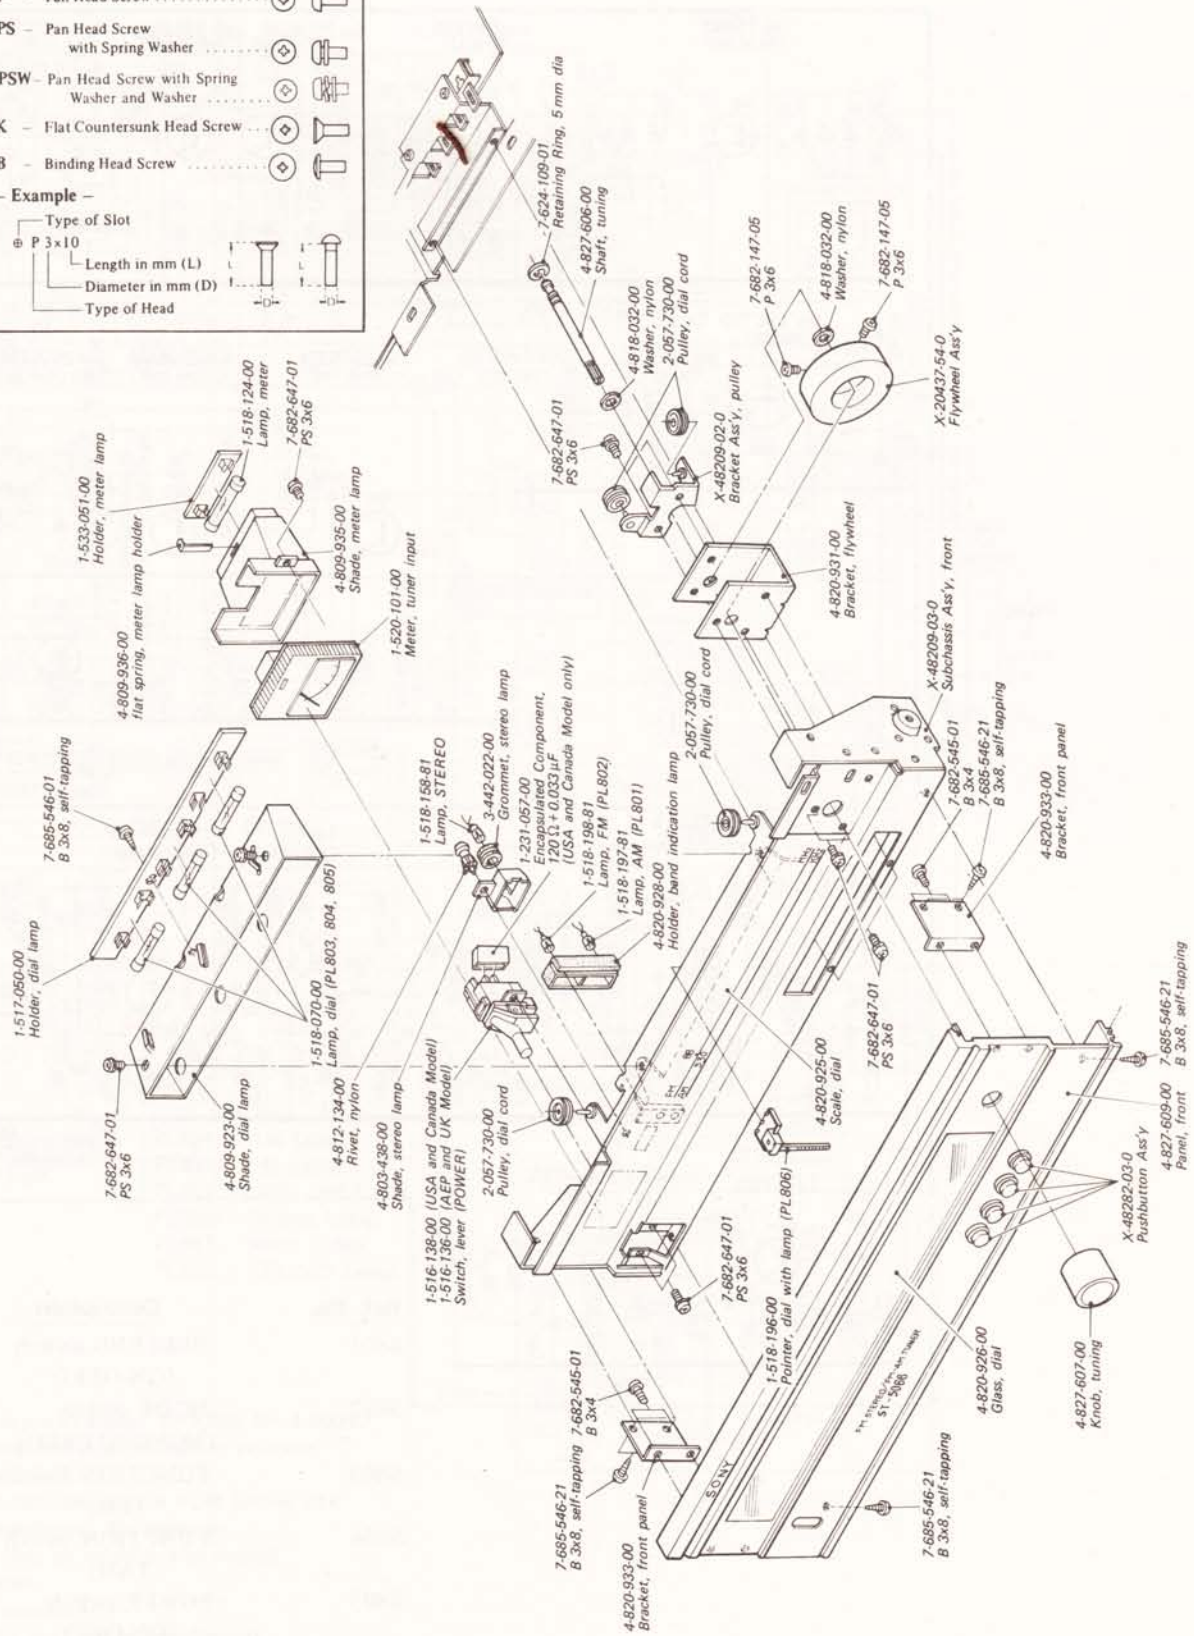 Pan Head Screw
PS – Pan Head Screw
with Spring Washer ........
PSW – Pan Head Screw with Spring
Washer and Washer ........
K – Flat Countersunk Head Screw ...
B – Binding Head Screw ..........
– Example –
Type of Slot
⊕ P 3x10
Length in mm (L)
Diameter in mm (D)
Type of Head
L
D
L
D
7-624-109-01
Retaining Ring, 5 mm dia
4-827-606-00
Shaft, tuning
4-818-032-00
Washer, nylon
2-057-730-00
Pulley, dial cord
7-682-147-05
P 3x6
4-818-032-00
Washer, nylon
7-682-147-05
P 3x6
X-20437-54-0
Flywheel Ass'y
7-682-647-01
PS 3x6
X-48209-02-0
Bracket Ass'y, pulley
4-820-931-00
Bracket, flywheel
X-48209-03-0
Subchassis Ass'y, front
1-518-124-00
Lamp, meter
7-682-647-01
PS 3x6
1-533-051-00
Holder, meter lamp
4-809-935-00
Shade, meter lamp
4-809-936-00
flat spring, meter lamp holder
1-520-101-00
Meter, tuner input
7-685-546-01
B 3x8, self-tapping
1-517-050-00
Holder, dial lamp
1-518-070-00
Lamp, dial (PL803, 804, 805)
7-682-647-01
PS 3x6
4-809-923-00
Shade, dial lamp
1-518-158-81
Lamp, STEREO
3-442-022-00
Grommet, stereo lamp
1-231-057-00
Encapsulated Component,
120 Ω + 0.033 μF
(USA and Canada Model only)
1-518-198-81
Lamp, FM (PL802)
1-518-197-81
Lamp, AM (PL801)
4-820-928-00
Holder, band indication lamp
4-812-134-00
Rivet, nylon
4-803-438-00
Shade, stereo lamp
1-516-138-00 (USA and Canada Model)
1-516-136-00 (AEP and UK Model)
Switch, lever (POWER)
2-057-730-00
Pulley, dial cord
2-057-730-00
Pulley, dial cord
7-682-545-01
B 3x4
7-685-546-21
B 3x8, self-tapping
4-820-933-00
Bracket, front panel
7-682-647-01
PS 3x6
4-820-925-00
Scale, dial
FM
AM
530
7-682-647-01
PS 3x6
1-518-196-00
Pointer, dial with lamp (PL806)
7-685-546-21
B 3x8, self-tapping
4-827-609-00
Panel, front
X-48282-03-0
Pushbutton Ass'y
4-827-607-00
Knob, tuning
4-820-926-00
Glass, dial
7-682-545-01
B 3x4
7-685-546-21
B 3x8, self-tapping
4-820-933-00
Bracket, front panel
SONY
FM STEREO/FM-AM TUNER
ST-5066
7-685-546-21
B 3x8, self-tapping